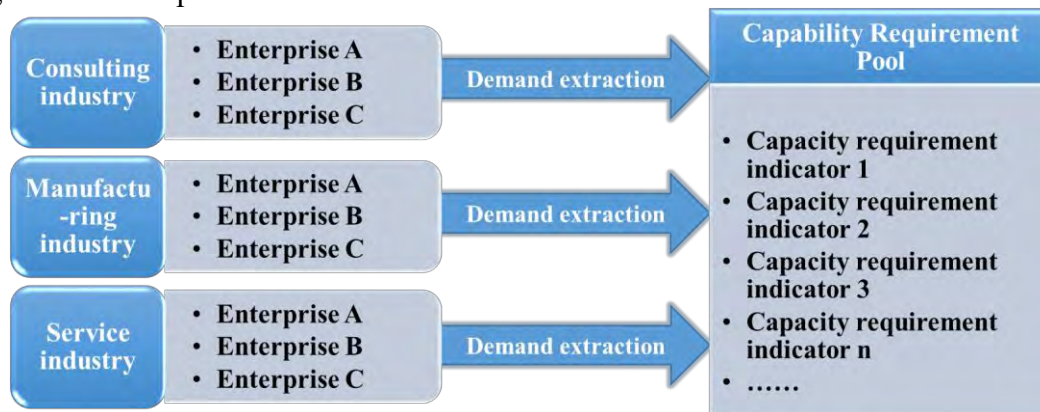 Consulting
industry
• Enterprise A
• Enterprise B
• Enterprise C
Demand extraction
Manufactu
-ring
industry
• Enterprise A
• Enterprise B
• Enterprise C
Demand extraction
Service
industry
• Enterprise A
• Enterprise B
• Enterprise C
Demand extraction
Capability Requirement
Pool
• Capacity requirement
indicator 1
• Capacity requirement
indicator 2
• Capacity requirement
indicator 3
• Capacity requirement
indicator n
• ......